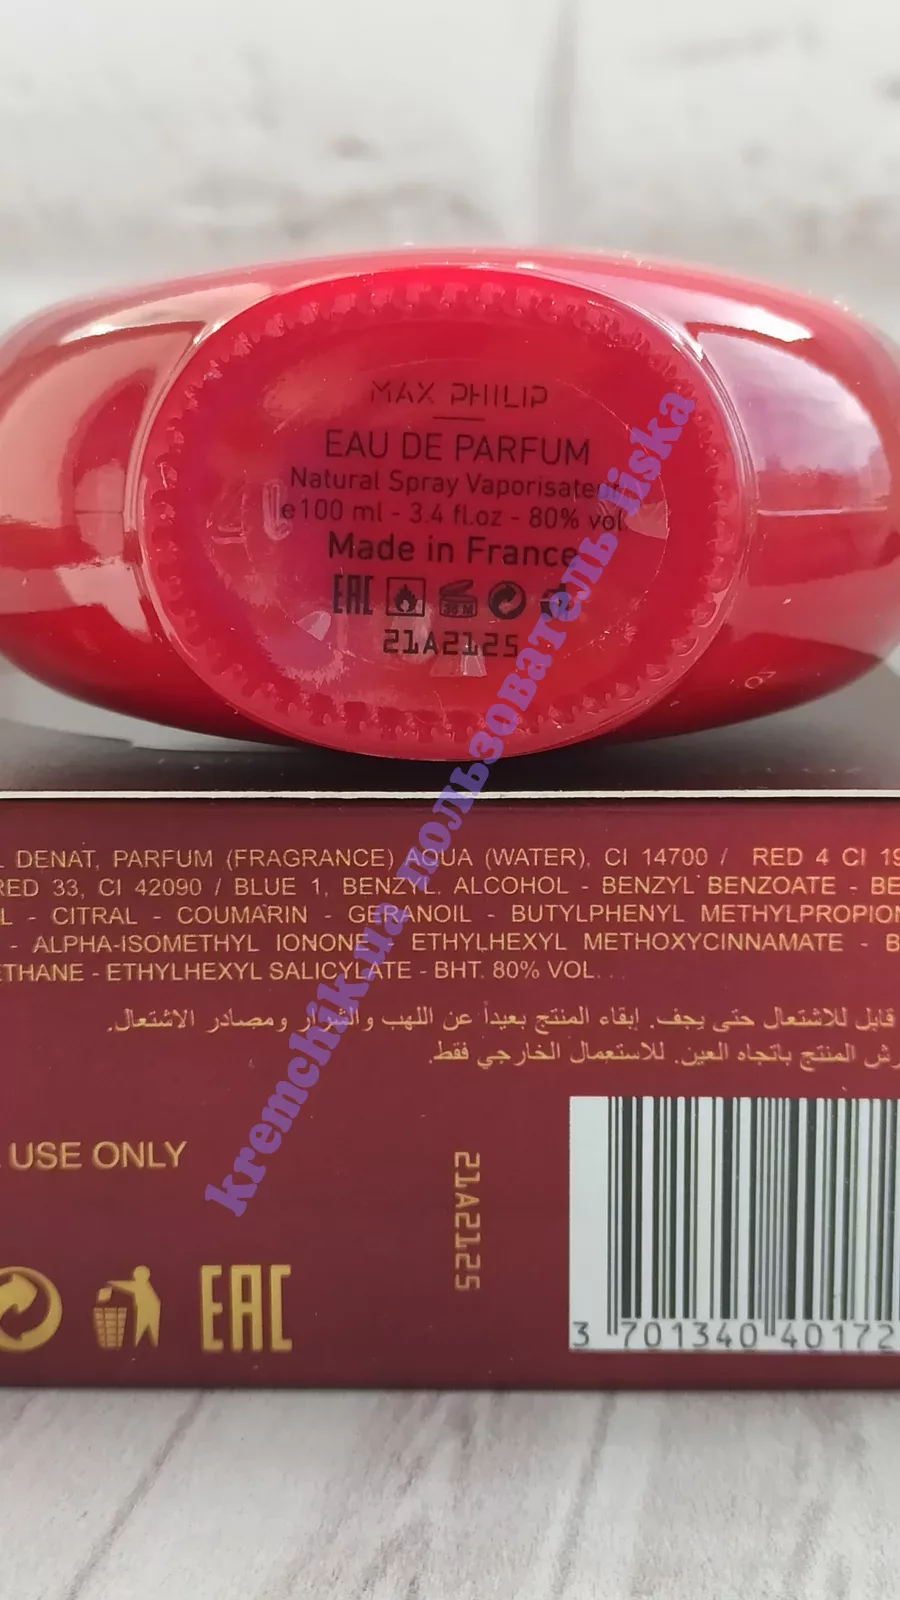 MAX PHILIP
EAU DE PARFUM
Natural Spray Vaporisateur
e 100 ml - 3.4 fl.oz - 80% vol.
Made in France
EAC
36 M
21A2125
L DENAT, PARFUM (FRAGRANCE) AQUA (WATER), CI 14700 / RED 4 CI 19
RED 33, CI 42090 / BLUE 1, BENZYL, ALCOHOL - BENZYL BENZOATE - BE
L - CITRAL - COUMARIN - GERANOIL - BUTYLPHENYL METHYLPROPION
- ALPHA-ISOMETHYL IONONE - ETHYLHEXYL METHOXYCINNAMATE - B
ETHANE - ETHYLHEXYL SALICYLATE - BHT. 80% VOL.
قابل للاشتعال حتى يجف. إبقاء المنتج بعيداً عن اللهب والشرار ومصادر الاشتعال.
رش المنتج باتجاه العين. للاستعمال الخارجي فقط.
USE ONLY
21A2125
EAC
3 701340 40172
kremchik.ua пользователь-liska